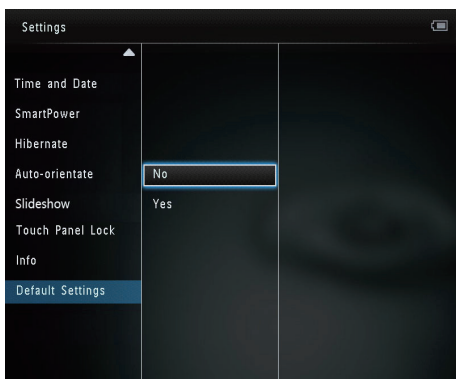 Settings
Time and Date
SmartPower
Hibernate
Auto-orientate
Slideshow
Touch Panel Lock
Info
Default Settings
No
Yes